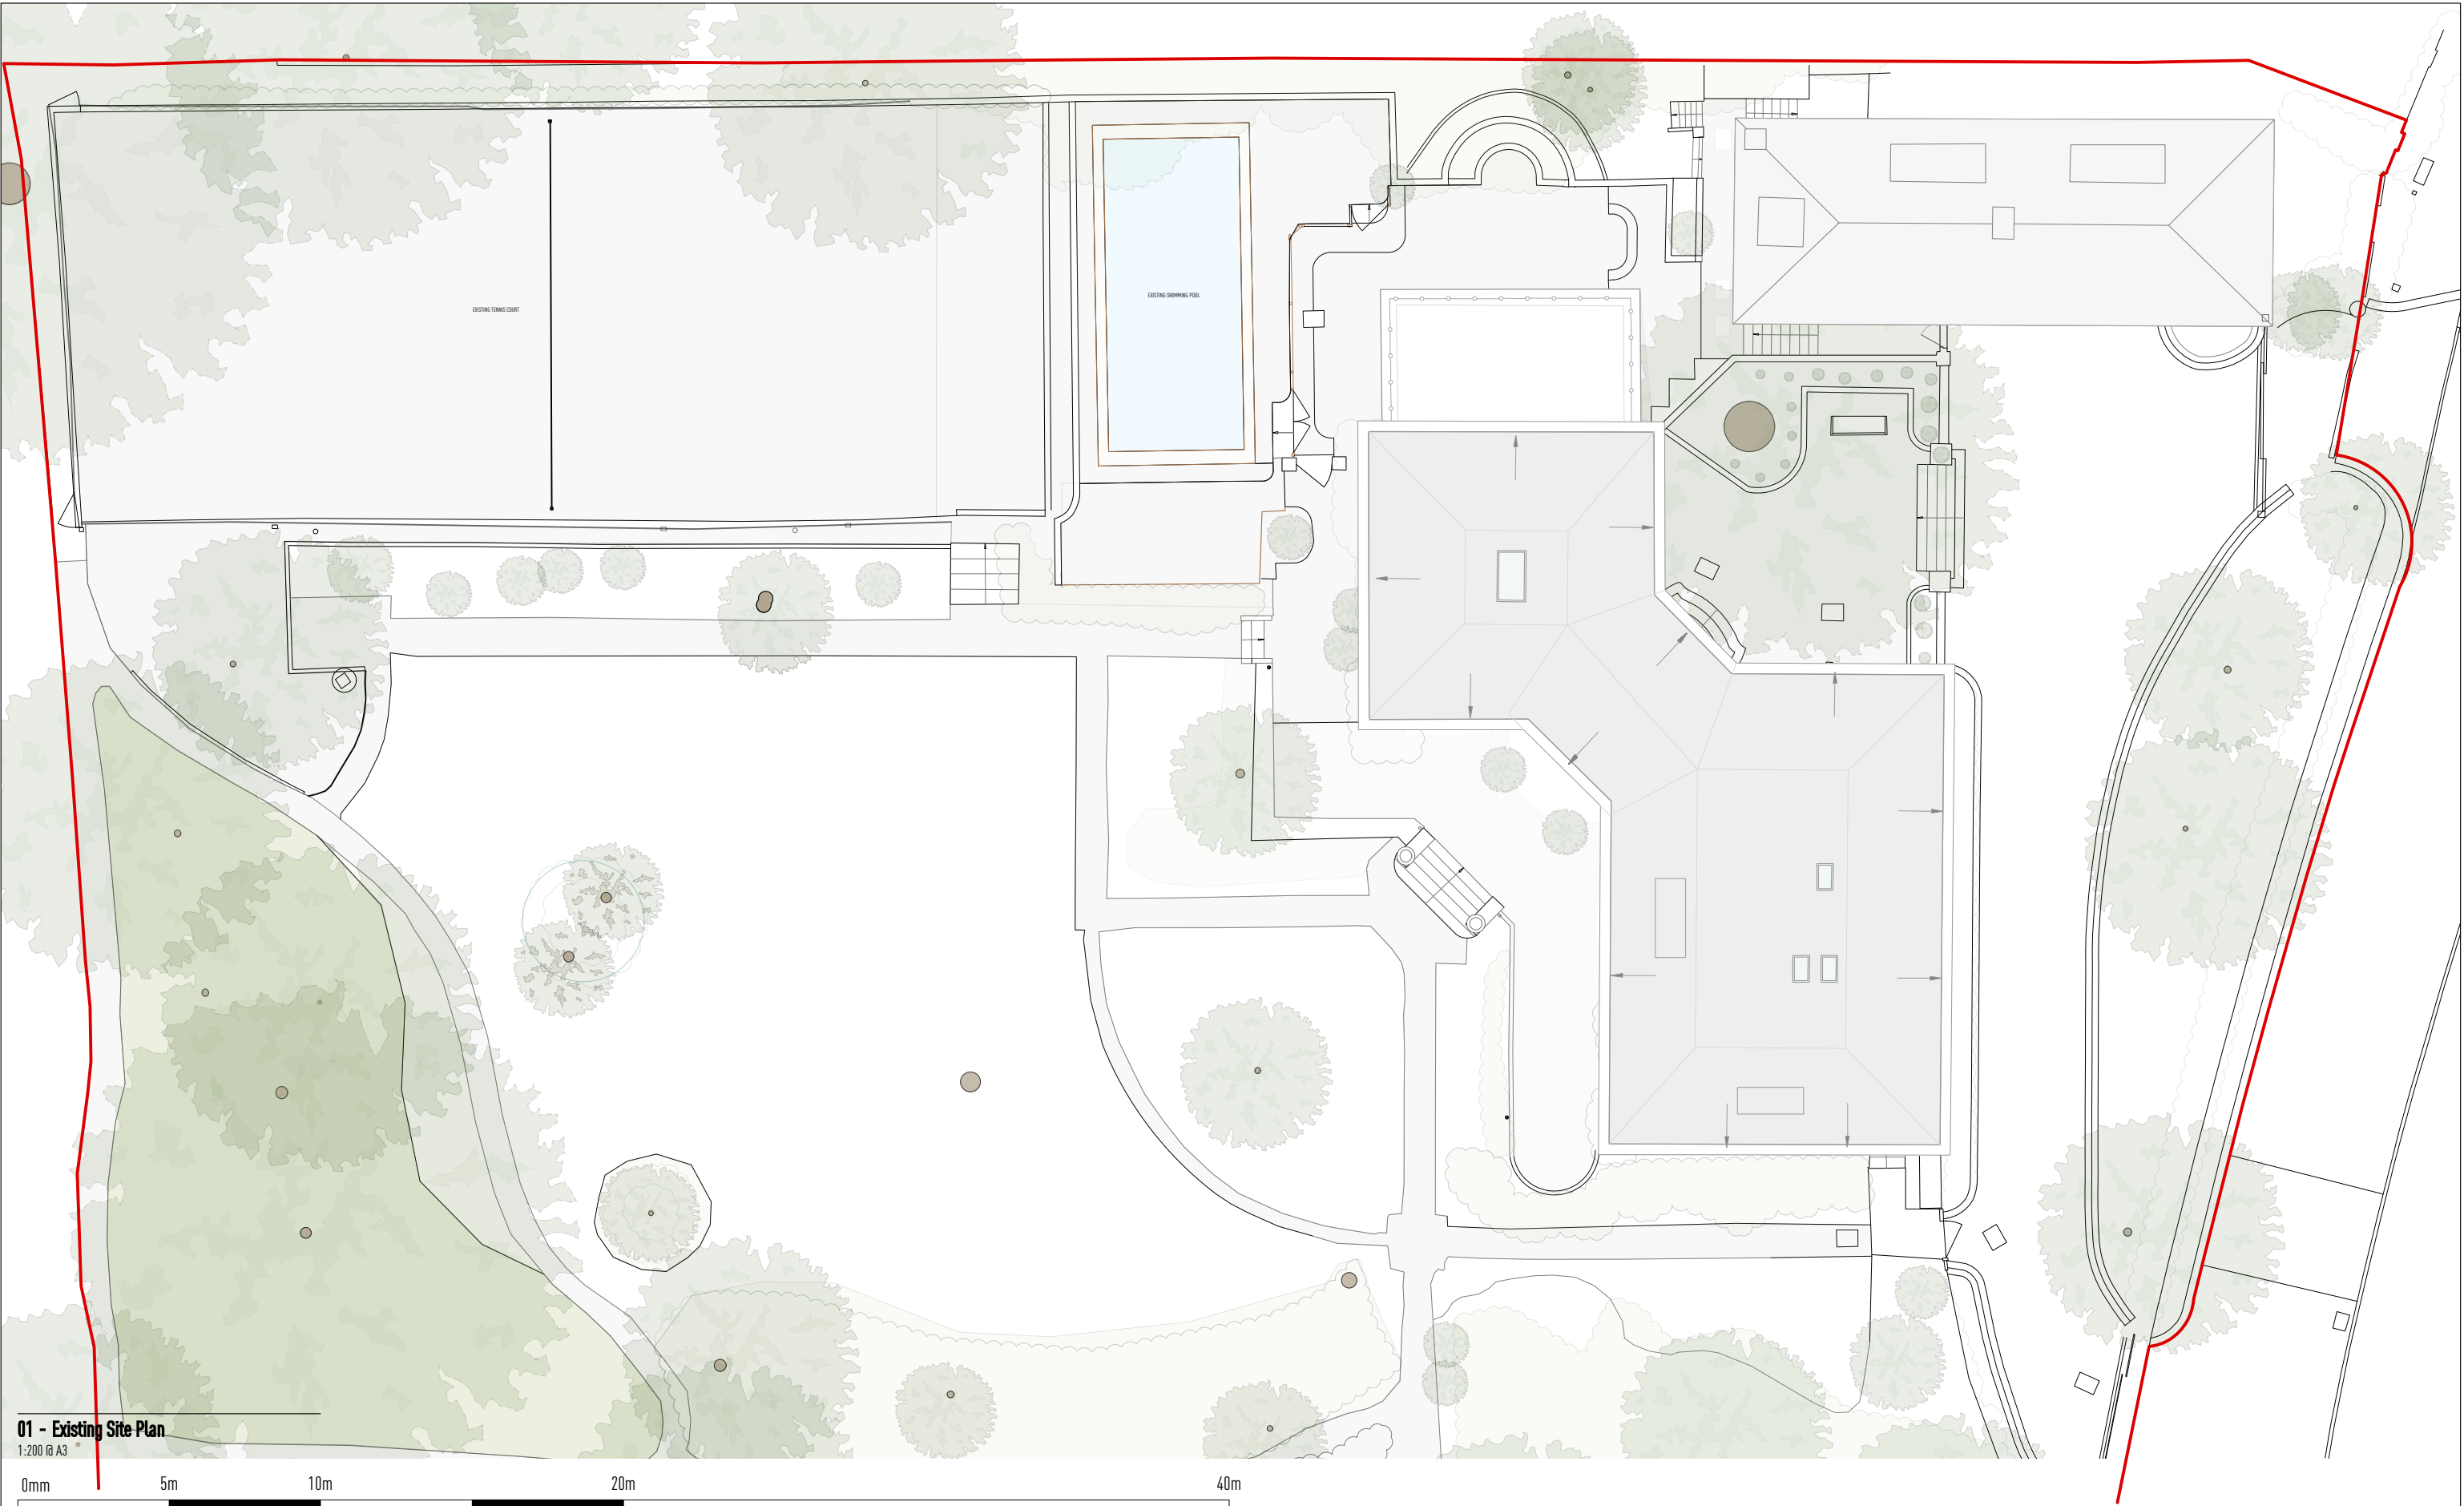 EXISTING TENNIS COURT
EXISTING SWIMMING POOL
01 - Existing Site Plan
1:200 @ A3
0mm 5m 10m 20m 40m